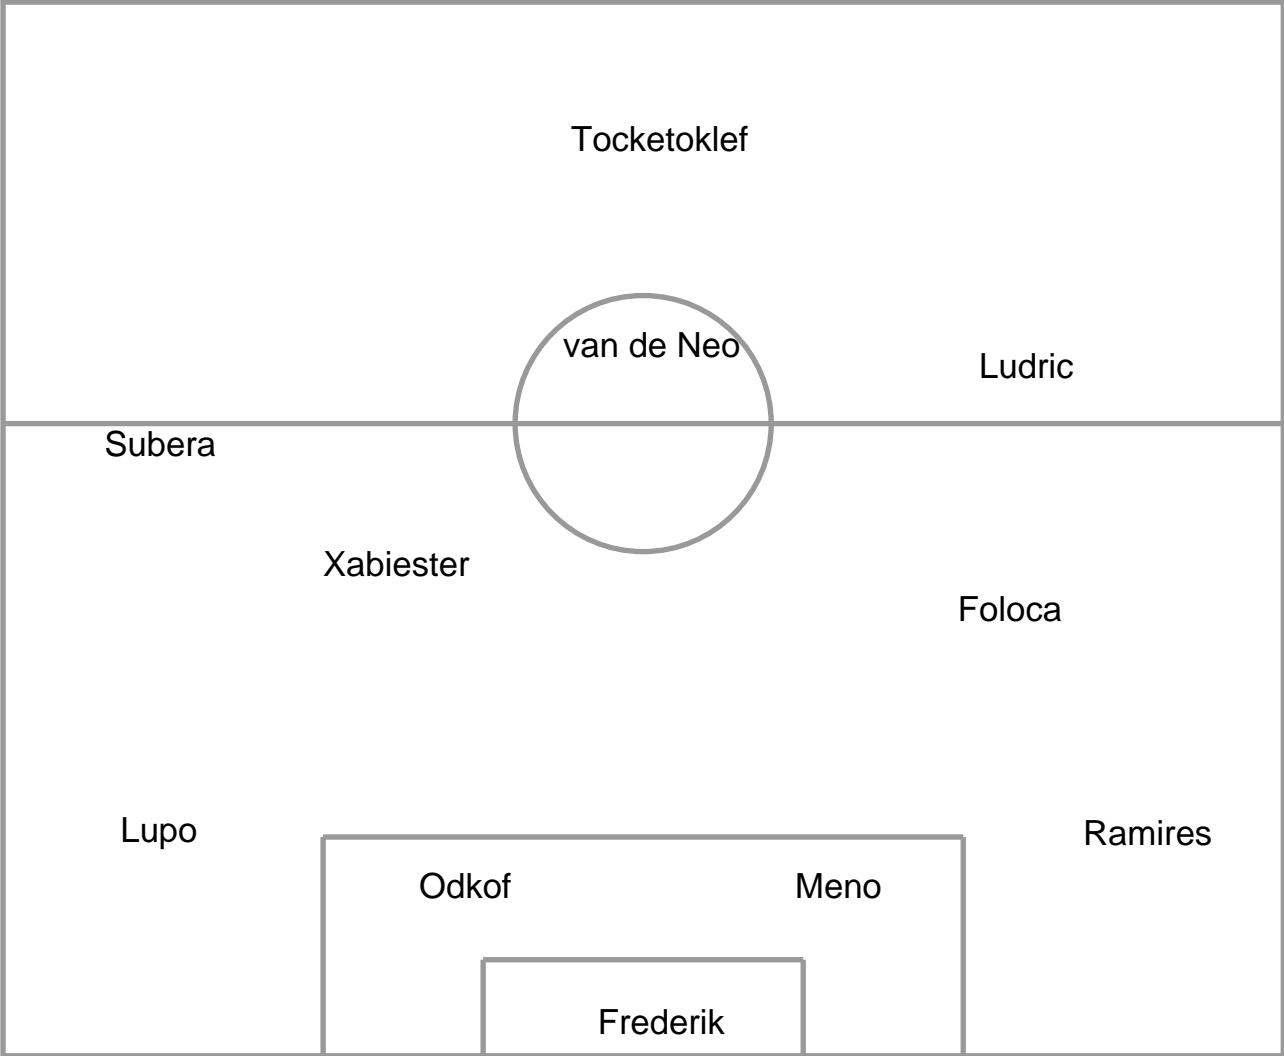 Tocketoklef
van de Neo
Ludric
Subera
Xabiester
Foloca
Lupo
Ramires
Odkof
Meno
Frederik